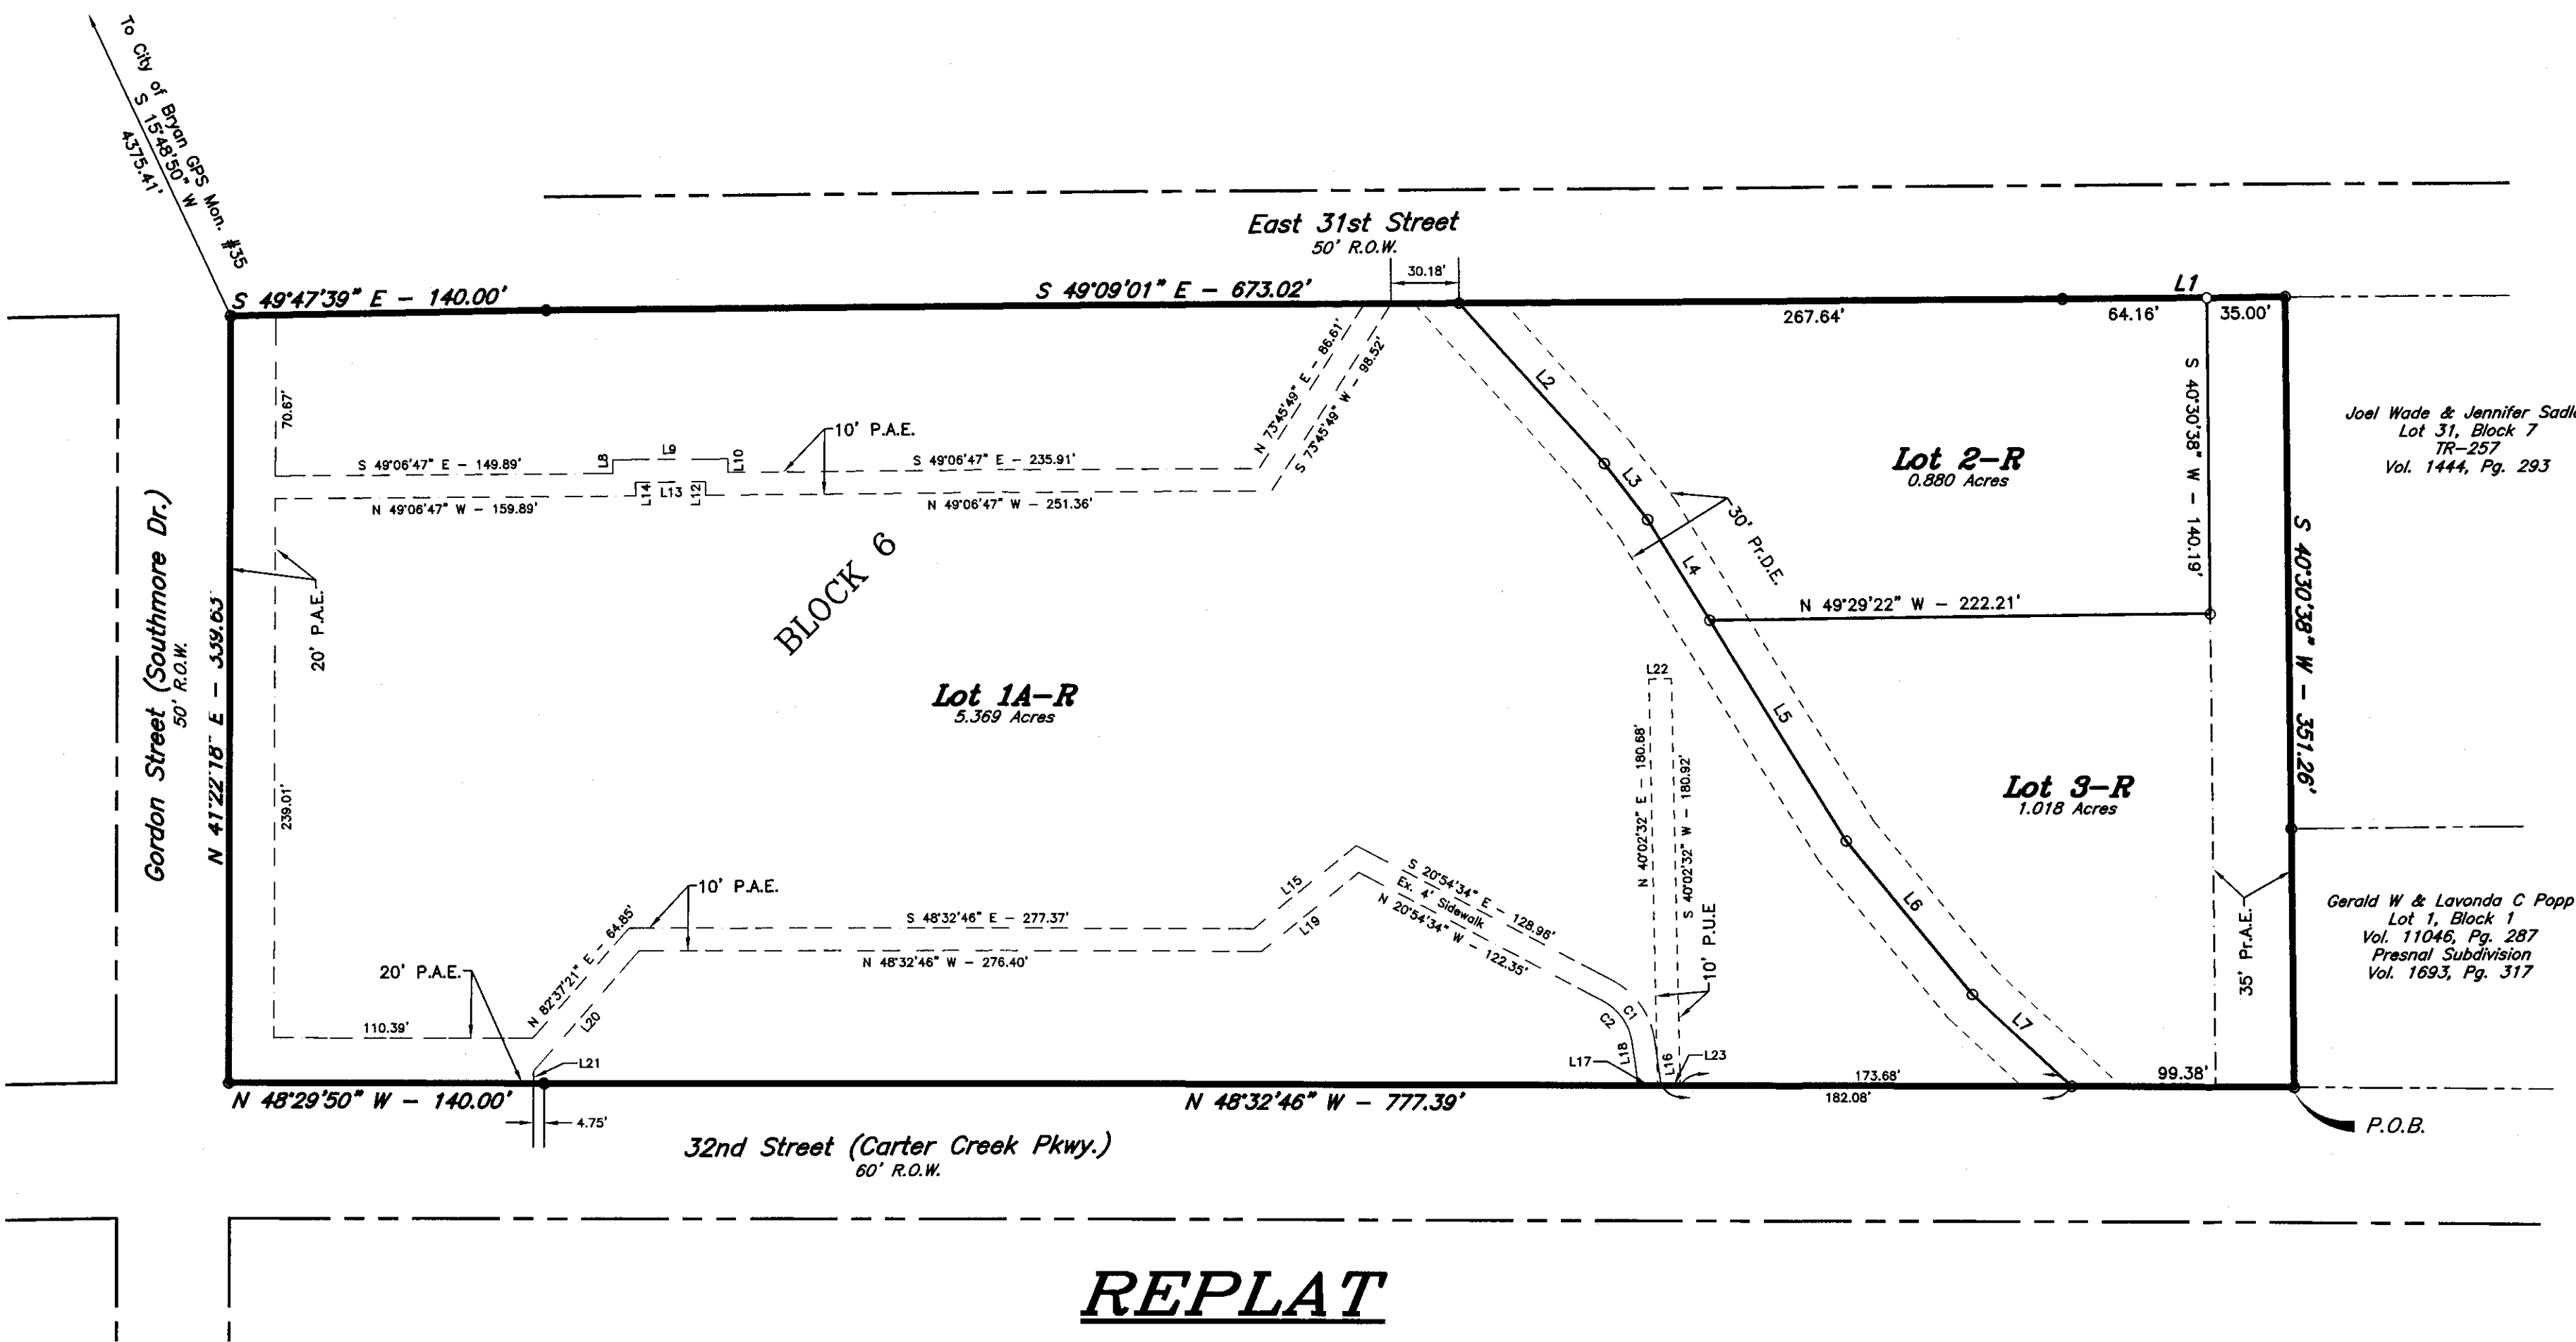 To City of Bryan GPS Mon. #35
S 15°48'50" W
4375.41'
East 31st Street
50' R.O.W.
30.18'
S 49°47'39" E - 140.00'
S 49°09'01" E - 673.02'
L1
267.64'
64.16'
35.00'
70.67'
N 73°45'49" E - 86.61'
S 73°45'49" W - 98.52'
L2
S 40°30'38" W - 140.19'
Joel Wade & Jennifer
Lot 31, Block 7
TR-257
Vol. 1444, Pg. 293
10' P.A.E.
S 49°06'47" E - 149.89'
L8
L9
L10
S 49°06'47" E - 235.91'
Lot 2-R
0.880 Acres
L3
N 49°06'47" W - 159.89'
L14
L13
L12
N 49°06'47" W - 251.36'
30' Pr.D.E.
BLOCK 6
L4
Gordon Street (Southmore Dr.)
50' R.O.W.
N 41°22'18" E - 339.63'
20' P.A.E.
N 49°29'22" W - 222.21'
S 40°30'38" W - 351.26'
L22
Lot 1A-R
5.369 Acres
L5
N 40°02'32" E - 180.68'
S 40°02'32" W - 180.92'
Lot 3-R
1.018 Acres
239.01'
10' P.A.E.
L15
S 20°54'34" E - 128.96'
Ex. 4' Sidewalk
N 20°54'34" W - 122.35'
L6
Gerald W & Lavonda C Popp
Lot 1, Block 1
Vol. 11046, Pg. 287
Presnal Subdivision
Vol. 1693, Pg. 317
N 82°37'21" E - 64.85'
S 48°32'46" E - 277.37'
L19
N 48°32'46" W - 276.40'
20' P.A.E.
10' P.U.E
35' Pr.A.E.
L20
110.39'
C1
C2
L7
L21
L17
L18
L16
L23
173.68'
99.38'
182.08'
N 48°29'50" W - 140.00'
N 48°32'46" W - 777.39'
4.75'
P.O.B.
32nd Street (Carter Creek Pkwy.)
60' R.O.W.
REPLAT